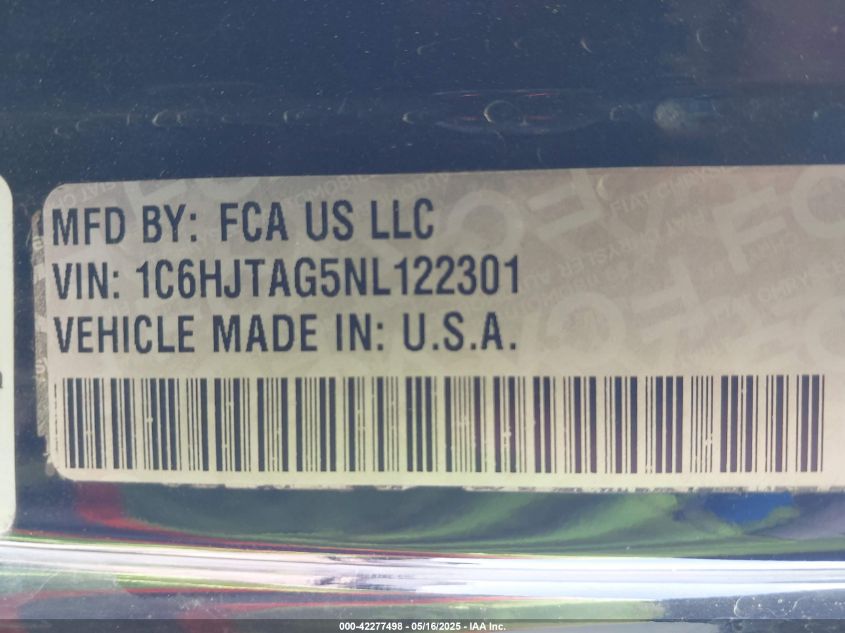 MFD BY: FCA US LLC
VIN: 1C6HJTAG5NL122301
VEHICLE MADE IN: U.S.A.
000-42277498 - 05/16/2025 - IAA Inc.